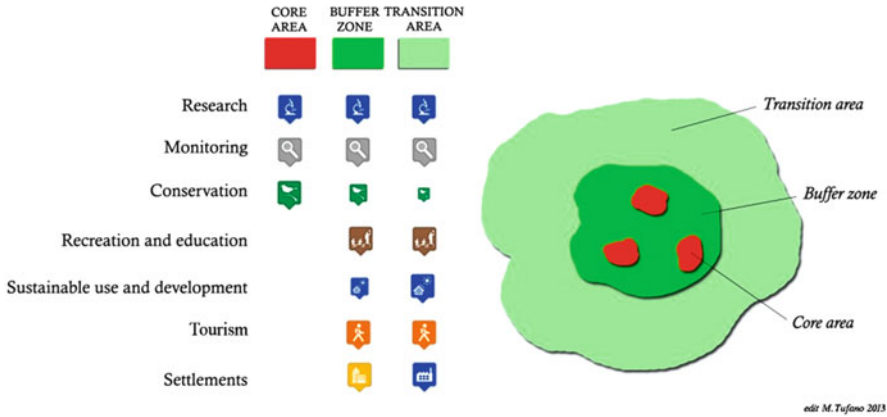 CORE AREA
BUFFER ZONE
TRANSITION AREA
Research
Monitoring
Conservation
Recreation and education
Sustainable use and development
Tourism
Settlements
Transition area
Buffer zone
Core area
edit M.Tufano 2013